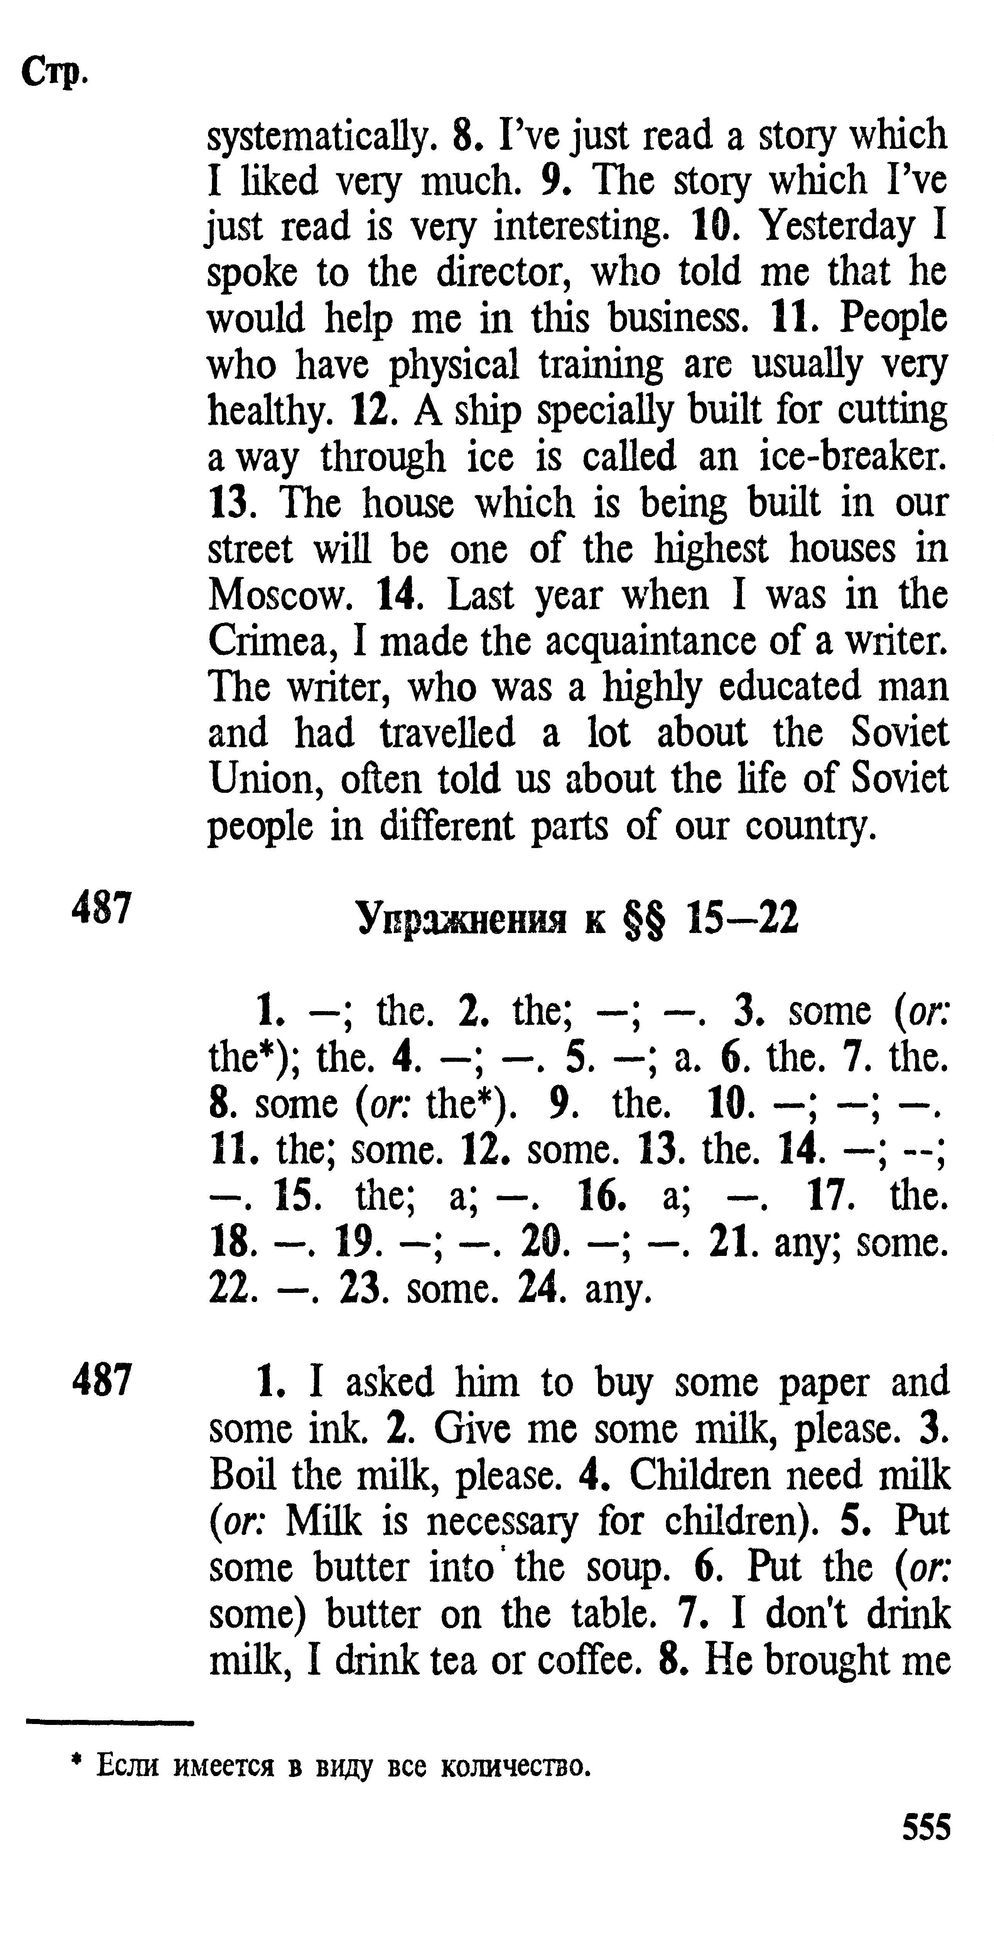 Стр.
systematically. 8. I've just read a story which
I liked very much. 9. The story which I've
just read is very interesting. 10. Yesterday I
spoke to the director, who told me that he
would help me in this business. 11. People
who have physical training are usually very
healthy. 12. A ship specially built for cutting
a way through ice is called an ice-breaker.
13. The house which is being built in our
street will be one of the highest houses in
Moscow. 14. Last year when I was in the
Crimea, I made the acquaintance of a writer.
The writer, who was a highly educated man
and had travelled a lot about the Soviet
Union, often told us about the life of Soviet
people in different parts of our country.
487 Упражнения к §§ 15—22
1. —; the. 2. the; —; —. 3. some (or:
the*); the. 4. —; —. 5. —; a. 6. the. 7. the.
8. some (or: the*). 9. the. 10. —; —; —.
11. the; some. 12. some. 13. the. 14. —; --;
—. 15. the; a; —. 16. a; —. 17. the.
18. —. 19. —; —. 20. —; —. 21. any; some.
22. —. 23. some. 24. any.
487 1. I asked him to buy some paper and
some ink. 2. Give me some milk, please. 3.
Boil the milk, please. 4. Children need milk
(or: Milk is necessary for children). 5. Put
some butter into the soup. 6. Put the (or:
some) butter on the table. 7. I don't drink
milk, I drink tea or coffee. 8. He brought me
* Если имеется в виду все количество.
555